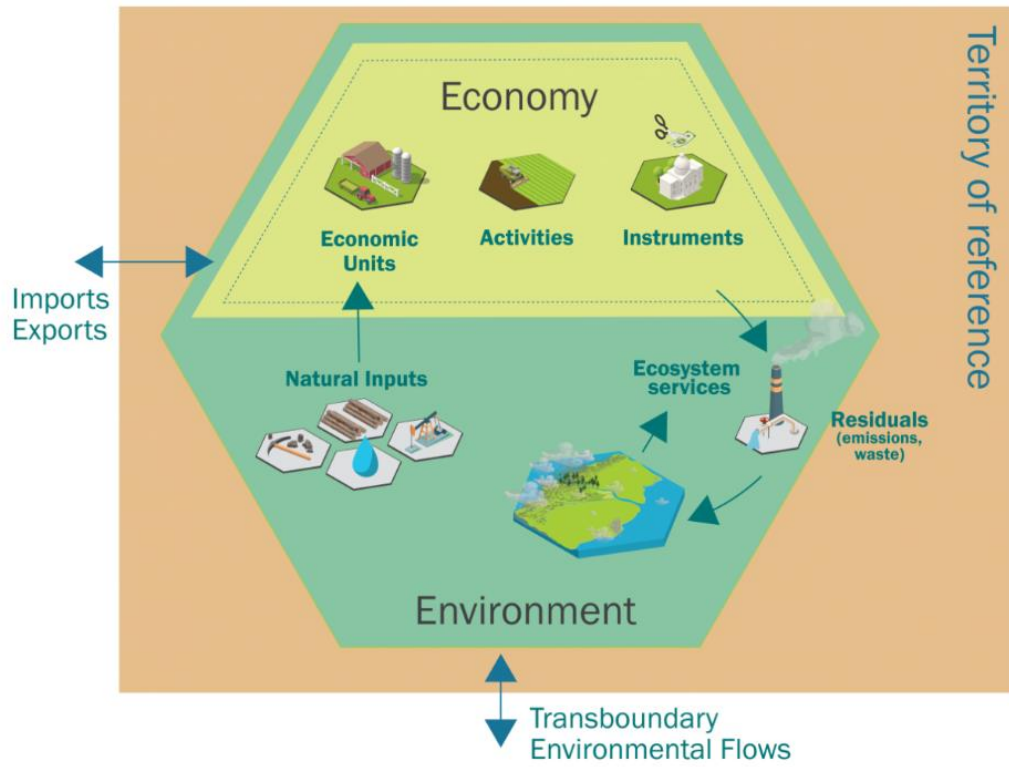 Territory of reference
Economy
Economic
Units
Activities
Instruments
Imports
Exports
Natural Inputs
Ecosystem
services
Residuals
(emissions,
waste)
Environment
Transboundary
Environmental Flows